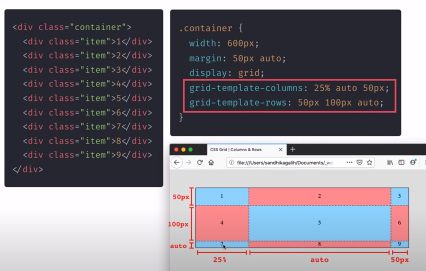 <div class="container">
<div class="item">1</div>
<div class="item">2</div>
<div class="item">3</div>
<div class="item">4</div>
<div class="item">5</div>
<div class="item">6</div>
<div class="item">7</div>
<div class="item">8</div>
<div class="item">9</div>
</div>
.container {
width: 600px;
margin: 50px auto;
display: grid;
grid-template-columns: 25% auto 50px;
grid-template-rows: 50px 100px auto;
}
CSS Grid | Columns & Rows
file:///Users/sandhikagalih/Documents/
50px 1 2 3
100px 4 5 6
auto 7 8 9
25% auto 50px